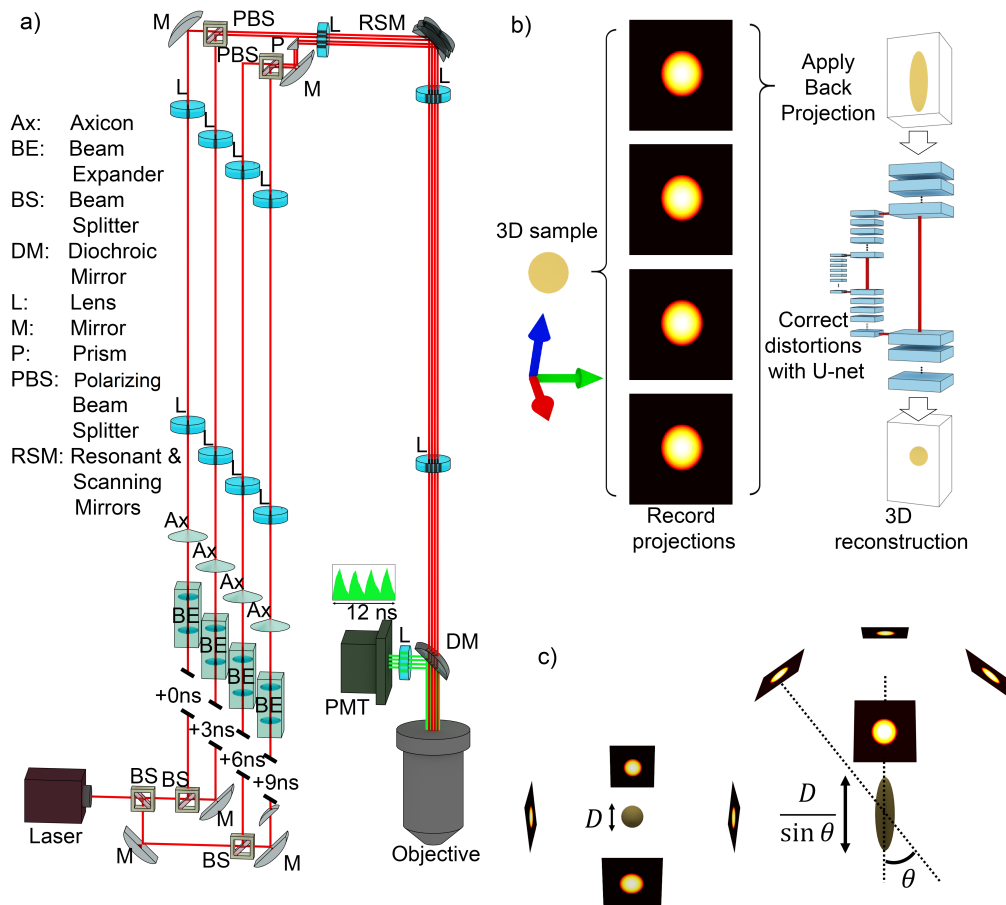 a)
M
PBS
PBS
P
L
RSM
M
L
L
L
L
L
Ax: Axicon
BE: Beam
Expander
BS: Beam
Splitter
DM: Diochroic
Mirror
L: Lens
M: Mirror
P: Prism
PBS: Polarizing
Beam
Splitter
RSM: Resonant &
Scanning
Mirrors
L
L
L
L
L
Ax
Ax
Ax
Ax
BE
BE
BE
BE
+0ns
+3ns
+6ns
+9ns
12 ns
L
DM
PMT
BS
BS
Laser
M
M
BS
M
Objective
b)
3D sample
Record
projections
Apply
Back
Projection
Correct
distortions
with U-net
3D
reconstruction
c)
D
D
sin θ
θ